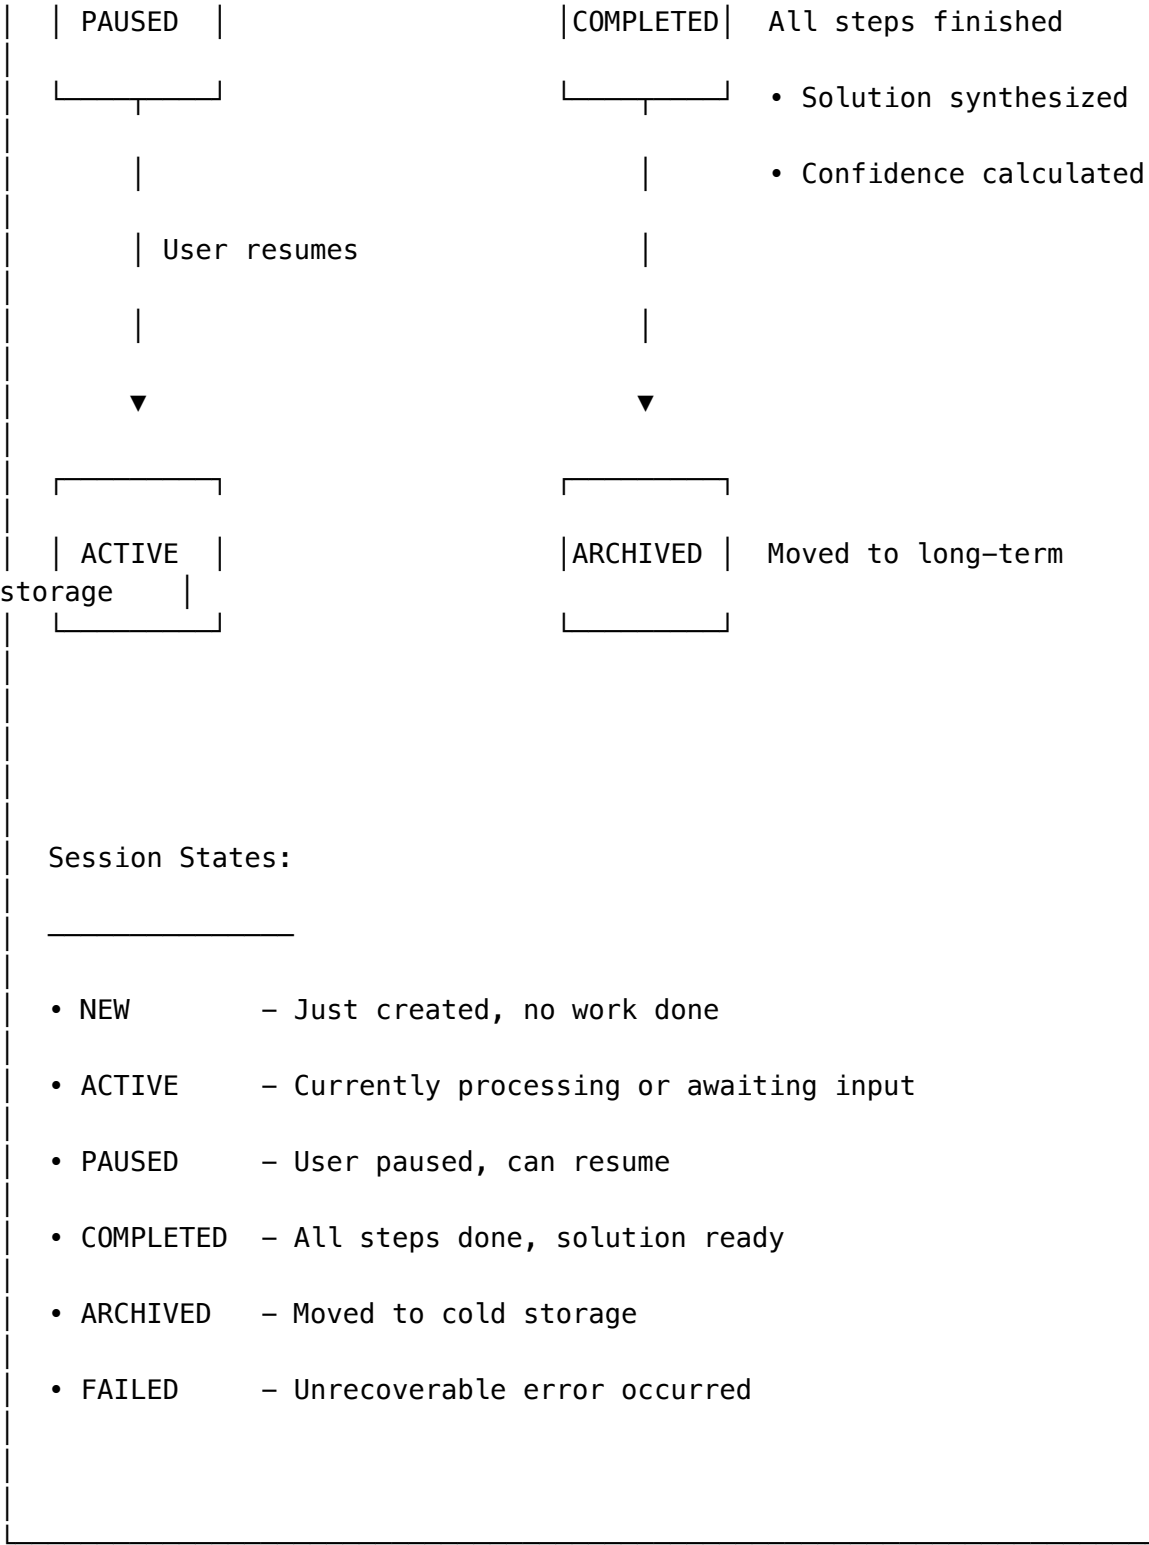 │  │ PAUSED  │                    │COMPLETED│  All steps finished
│
│  └────┬────┘                    └────┬────┘  • Solution synthesized
│
│       │                              │       • Confidence calculated
│
│       │ User resumes                 │
│
│       │                              │
│
│       ▼                              ▼
│
│  ┌─────────┐                    ┌─────────┐
│
│  │ ACTIVE  │                    │ARCHIVED │  Moved to long-term
storage    │
│  └─────────┘                    └─────────┘
│
│
│
│
│
│  Session States:
│
│  ───────────────
│
│  • NEW        - Just created, no work done
│
│  • ACTIVE     - Currently processing or awaiting input
│
│  • PAUSED     - User paused, can resume
│
│  • COMPLETED  - All steps done, solution ready
│
│  • ARCHIVED   - Moved to cold storage
│
│  • FAILED     - Unrecoverable error occurred
│
│
│
└──────────────────────────────────────────────────────────────────────